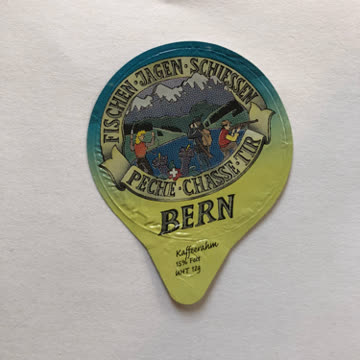 FISCHEN · JAGEN · SCHIESSEN
PECHE · CHASSE · TIR
BERN
Kaffeerahm
15% Fett
UHT 12g